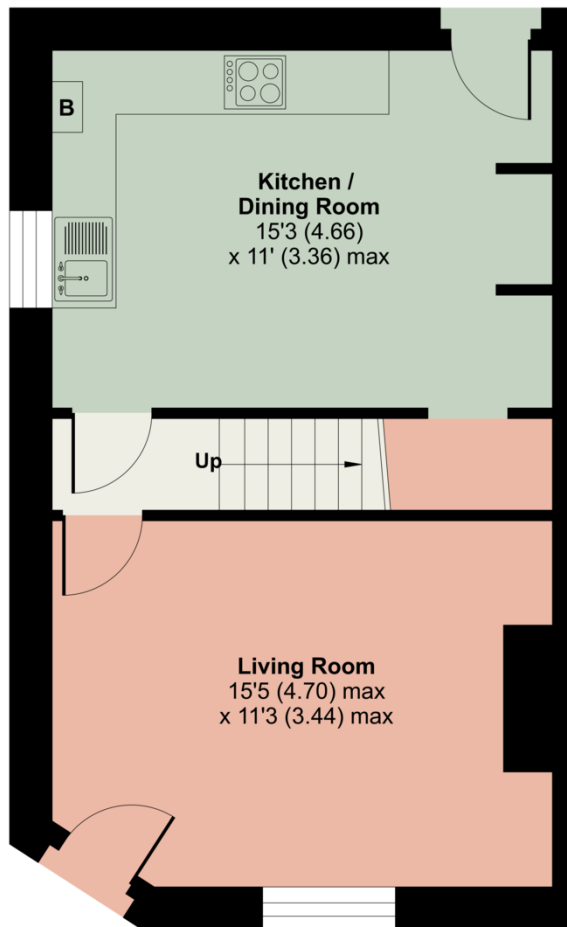 B
Kitchen /
Dining Room
15'3 (4.66)
x 11' (3.36) max
Up
Living Room
15'5 (4.70) max
x 11'3 (3.44) max